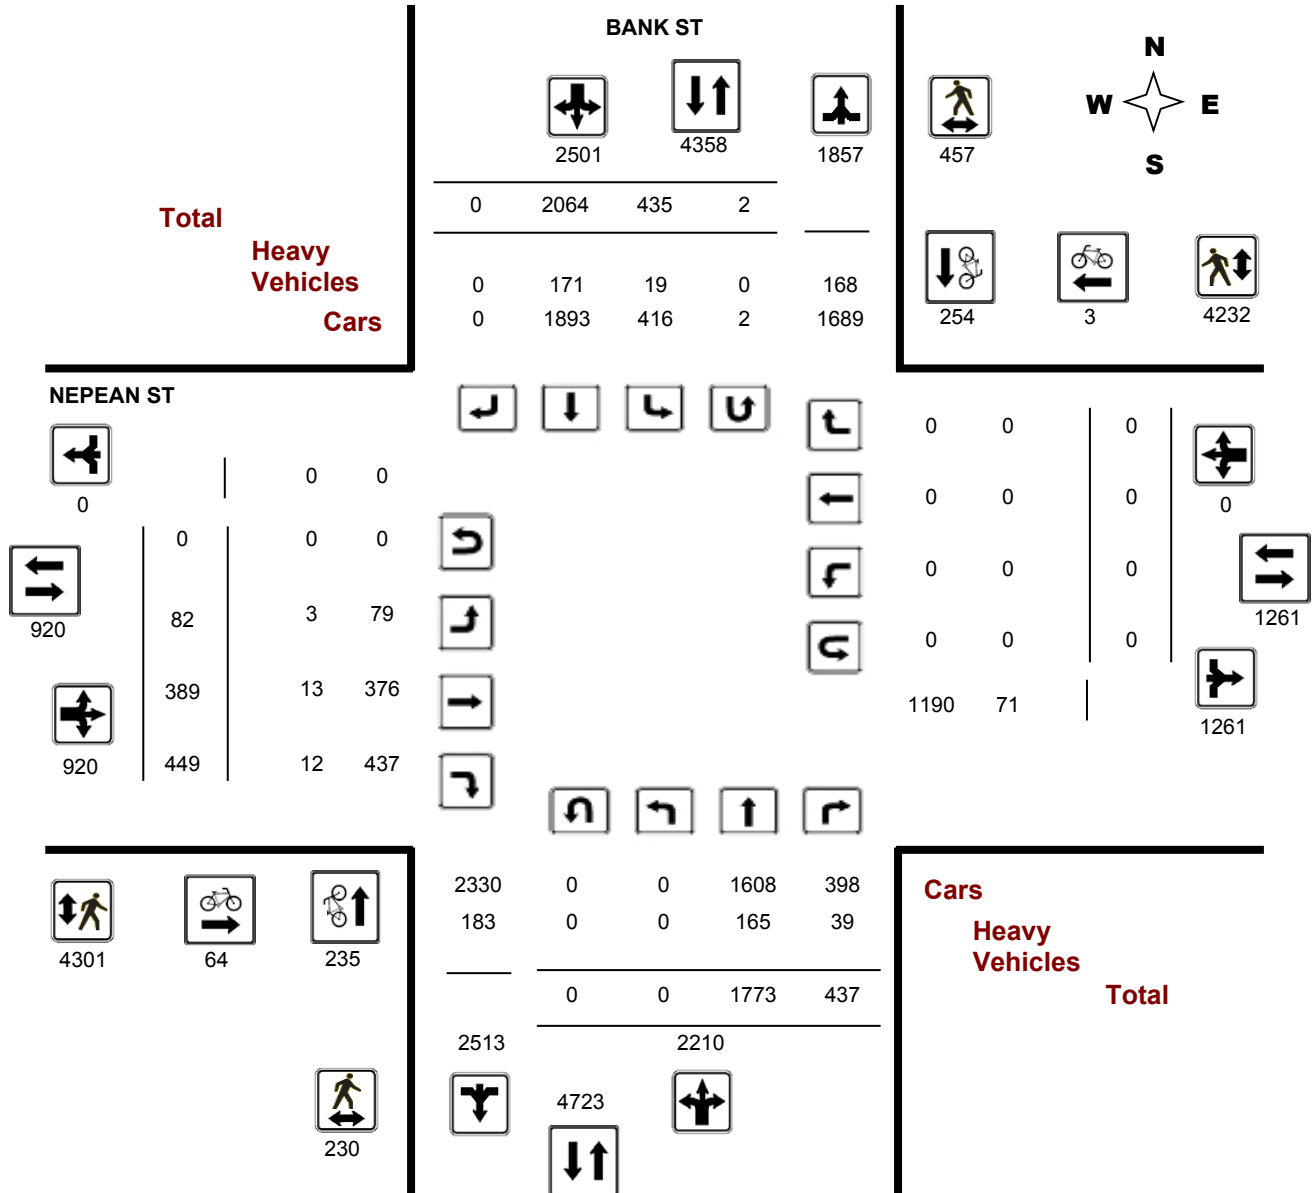 BANK ST
N
W E
S
2501 4358 1857 457
0 2064 435 2
Total
Heavy
Vehicles
0 171 19 0 168
Cars
0 1893 416 2 1689
254 3 4232
NEPEAN ST
0
0 0
0 0 0
920
82 3 79
389 13 376
920
449 12 437
0 0 0
0
0 0 0
0 0 0
1261
0 0 0
1190 71
1261
4301 64 235
230
2330 0 0 1608 398
183 0 0 165 39
0 0 1773 437
2513 2210
4723
Cars
Heavy
Vehicles
Total